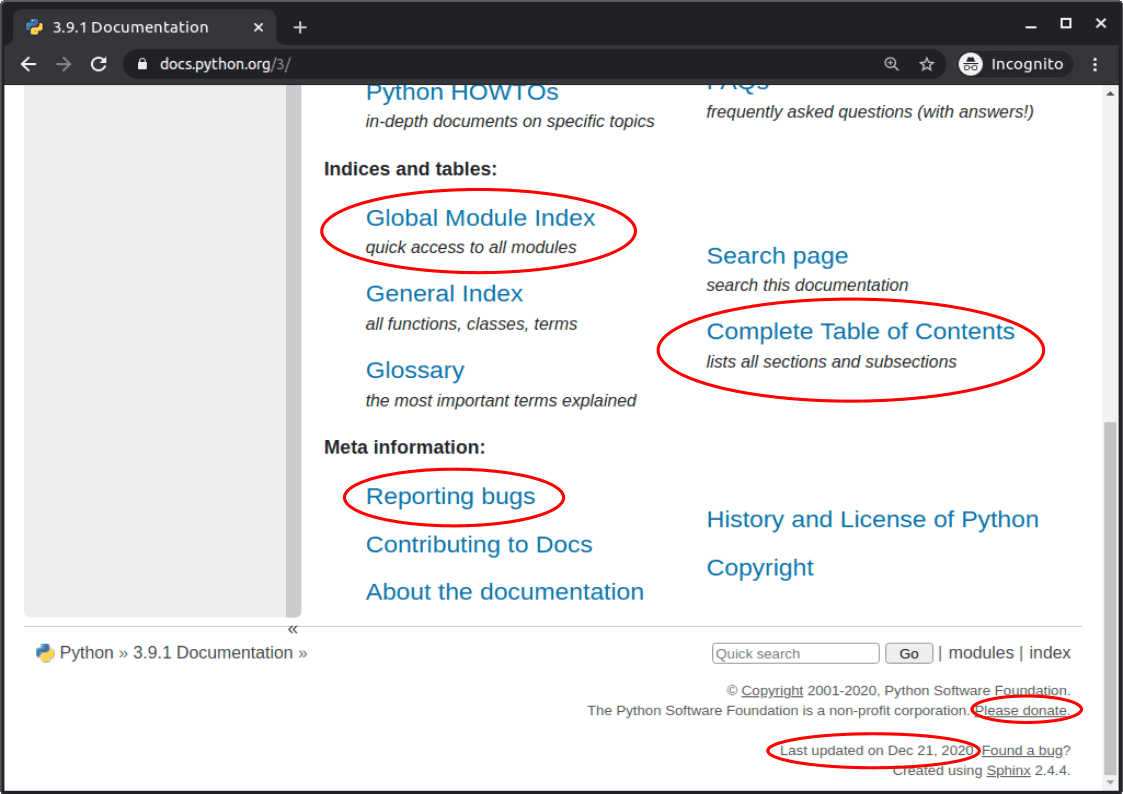 3.9.1 Documentation
docs.python.org/3/
Incognito
Python HOWTOs
in-depth documents on specific topics
FAQs
frequently asked questions (with answers!)
Indices and tables:
Global Module Index
quick access to all modules
General Index
all functions, classes, terms
Glossary
the most important terms explained
Search page
search this documentation
Complete Table of Contents
lists all sections and subsections
Meta information:
Reporting bugs
Contributing to Docs
About the documentation
History and License of Python
Copyright
«
Python » 3.9.1 Documentation »
Quick search Go | modules | index
© Copyright 2001-2020, Python Software Foundation.
The Python Software Foundation is a non-profit corporation. Please donate.
Last updated on Dec 21, 2020. Found a bug?
Created using Sphinx 2.4.4.